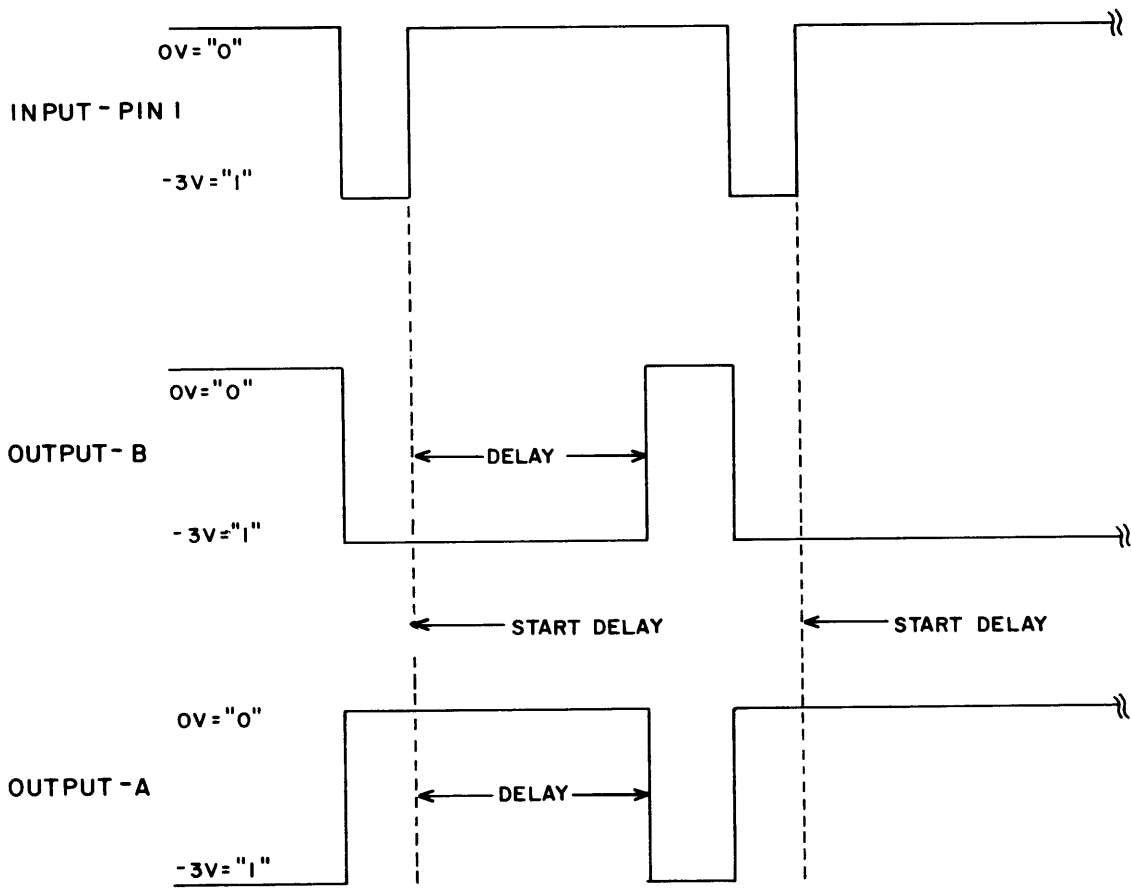 0V="0"
INPUT-PIN 1
-3V="1"
0V="0"
OUTPUT-B
DELAY
-3V="1"
START DELAY
START DELAY
0V="0"
OUTPUT-A
DELAY
-3V="1"